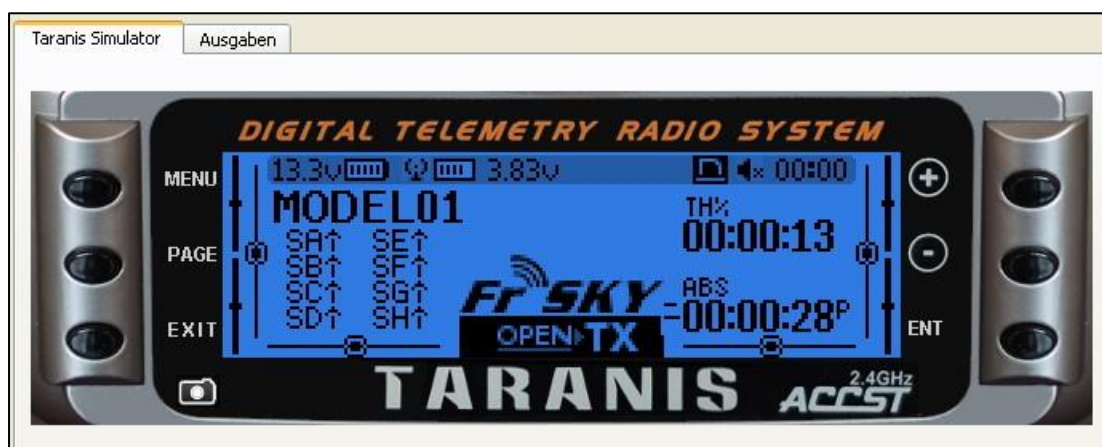 Taranis Simulator Ausgaben
DIGITAL TELEMETRY RADIO SYSTEM
MENU
PAGE
EXIT
13.3v 3.83v 00:00
MODEL01
SA↑ SE↑
SB↑ SF↑
SC↑ SG↑
SD↑ SH↑
FrSKY
OPEN TX
TH%
00:00:13
ABS
-00:00:28P
+
-
ENT
TARANIS
2.4GHz
ACCST